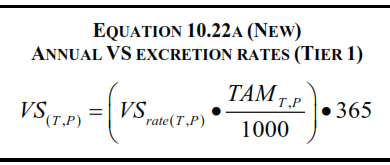 EQUATION 10.22A (NEW)
ANNUAL VS EXCRETION RATES (TIER 1)
VS(T,P) = (VSrate(T,P) • TAMT,P / 1000) • 365